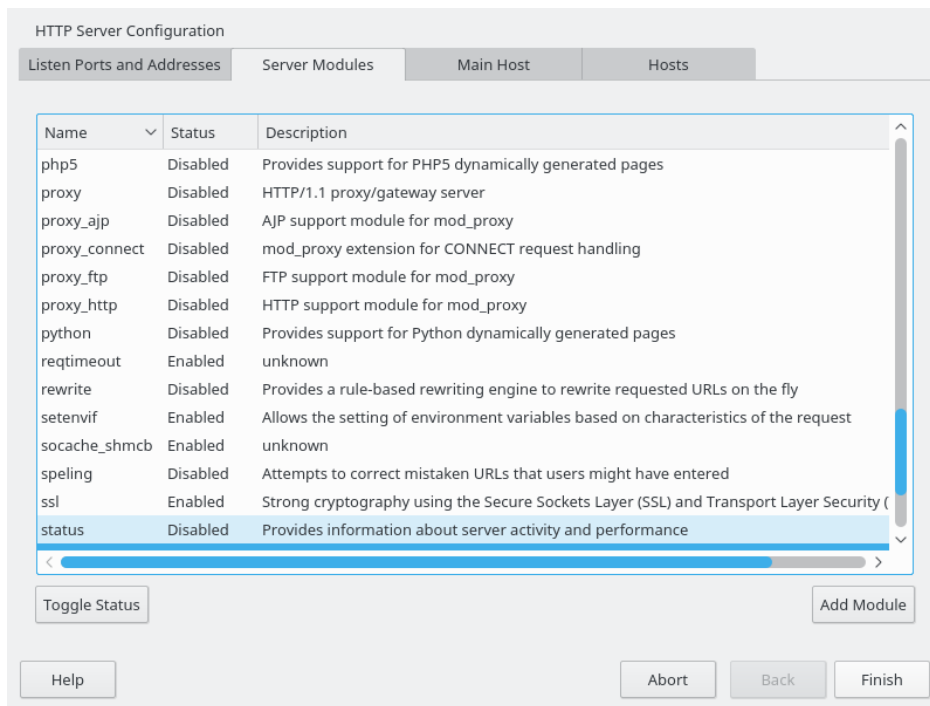 HTTP Server Configuration
Listen Ports and Addresses Server Modules Main Host Hosts
Name Status Description
php5 Disabled Provides support for PHP5 dynamically generated pages
proxy Disabled HTTP/1.1 proxy/gateway server
proxy_ajp Disabled AJP support module for mod_proxy
proxy_connect Disabled mod_proxy extension for CONNECT request handling
proxy_ftp Disabled FTP support module for mod_proxy
proxy_http Disabled HTTP support module for mod_proxy
python Disabled Provides support for Python dynamically generated pages
reqtimeout Enabled unknown
rewrite Disabled Provides a rule-based rewriting engine to rewrite requested URLs on the fly
setenvif Enabled Allows the setting of environment variables based on characteristics of the request
socache_shmcb Enabled unknown
speling Disabled Attempts to correct mistaken URLs that users might have entered
ssl Enabled Strong cryptography using the Secure Sockets Layer (SSL) and Transport Layer Security (
status Disabled Provides information about server activity and performance
Toggle Status Add Module
Help Abort Back Finish